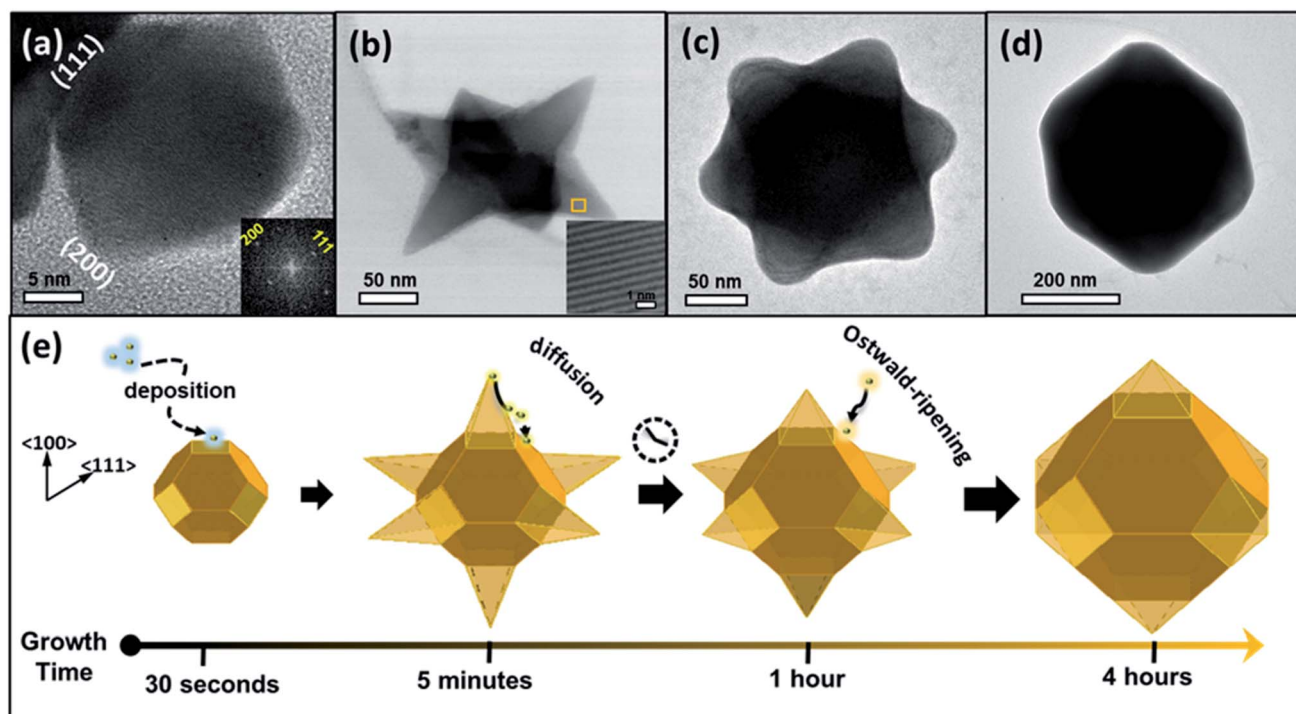 (a)
(111)
(200)
5 nm
200
111
(b)
50 nm
1 nm
(c)
50 nm
(d)
200 nm
(e)
deposition
<100>
<111>
diffusion
Ostwald-ripening
Growth
Time
30 seconds
5 minutes
1 hour
4 hours